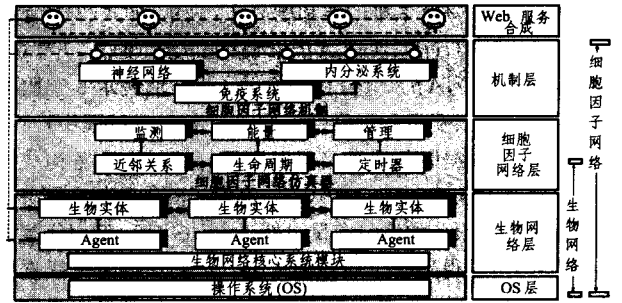 Web 服务
合成
神经网络
内分泌系统
免疫系统
细胞因子网络机制
机制层
监测
能量
管理
近邻关系
生命周期
定时器
细胞因子网络仿真器
细胞
因子
网络层
生物实体
生物实体
生物实体
Agent
Agent
Agent
生物网络核心系统模块
生物网
络层
操作系统(OS)
OS层
细胞因子网络
生物网络